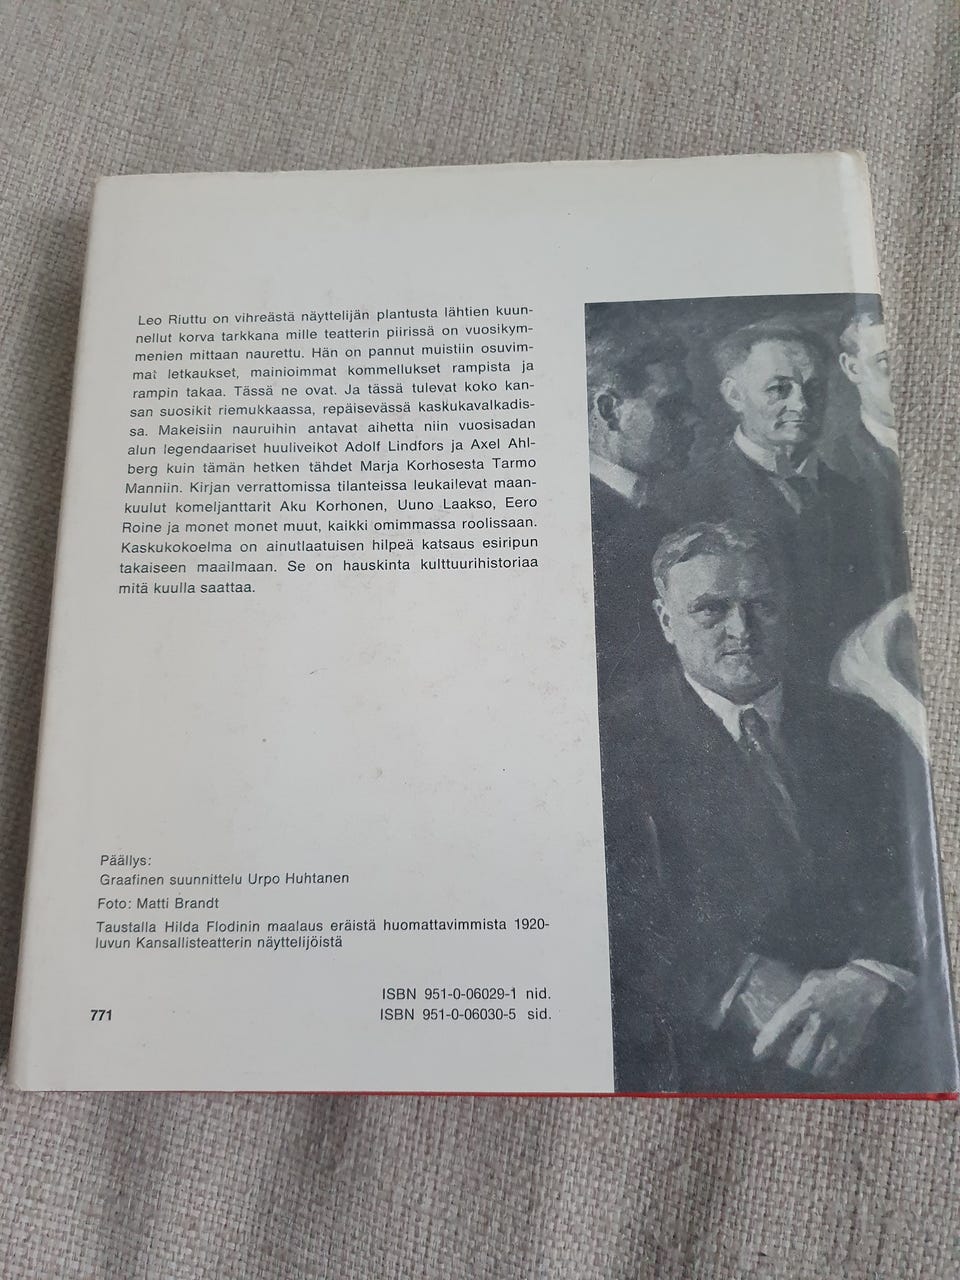 Leo Riuttu on vihreästä näyttelijän plantusta lähtien kuun-
nellut korva tarkkana mille teatterin piirissä on vuosikym-
menien mittaan naurettu. Hän on pannut muistiin osuvim-
mat letkaukset, mainioimmat kommellukset rampista ja
rampin takaa. Tässä ne ovat. Ja tässä tulevat koko kan-
san suosikit riemukkaassa, repäisevässä kaskukavalkadis-
sa. Makeisiin nauruihin antavat aihetta niin vuosisadan
alun legendaariset huuliveikot Adolf Lindfors ja Axel Ahl-
berg kuin tämän hetken tähdet Marja Korhosesta Tarmo
Manniin. Kirjan verrattomissa tilanteissa leukailevat maan-
kuulut komeljanttarit Aku Korhonen, Uuno Laakso, Eero
Roine ja monet monet muut, kaikki omimmassa roolissaan.
Kaskukokoelma on ainutlaatuisen hilpeä katsaus esiripun
takaiseen maailmaan. Se on hauskinta kulttuurihistoriaa
mitä kuulla saattaa.
Päällys:
Graafinen suunnittelu Urpo Huhtanen
Foto: Matti Brandt
Taustalla Hilda Flodinin maalaus eräistä huomattavimmista 1920-
luvun Kansallisteatterin näyttelijöistä
ISBN 951-0-06029-1 nid.
771 ISBN 951-0-06030-5 sid.